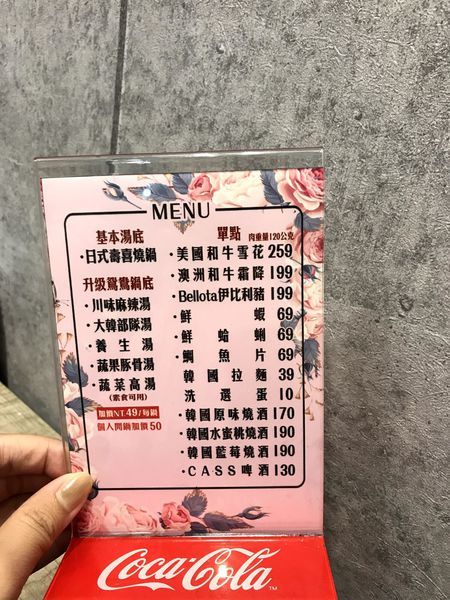 MENU
基本湯底
·日式壽喜燒鍋
升級鴛鴦鍋底
·川味麻辣湯
·大韓部隊湯
·養生湯
·蔬果豚骨湯
·蔬菜高湯
(素食可用)
加價NT.49/每鍋
個人開鍋加價50
單點 肉重量120公克
·美國和牛雪花 259
·澳洲和牛霜降 199
·Bellota伊比利豬 199
·鮮蝦 69
·鮮蛤蜊 69
·鯛魚片 69
韓國拉麵 39
洗選蛋 10
·韓國原味燒酒 170
·韓國水蜜桃燒酒 190
·韓國藍莓燒酒 190
·CASS啤酒 130
Coca-Cola